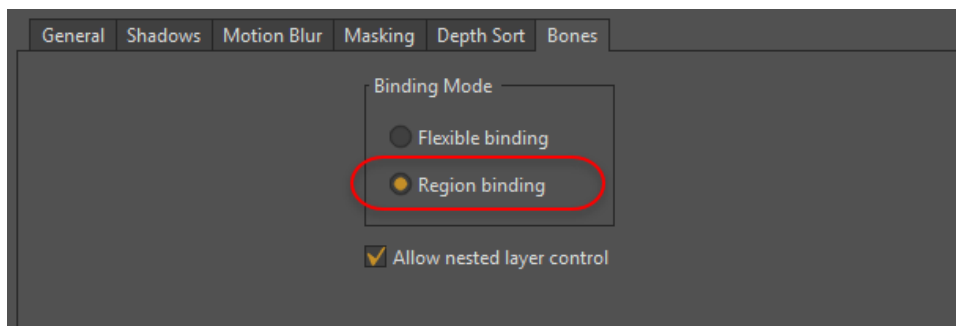 General Shadows Motion Blur Masking Depth Sort Bones
Binding Mode
Flexible binding
Region binding
Allow nested layer control